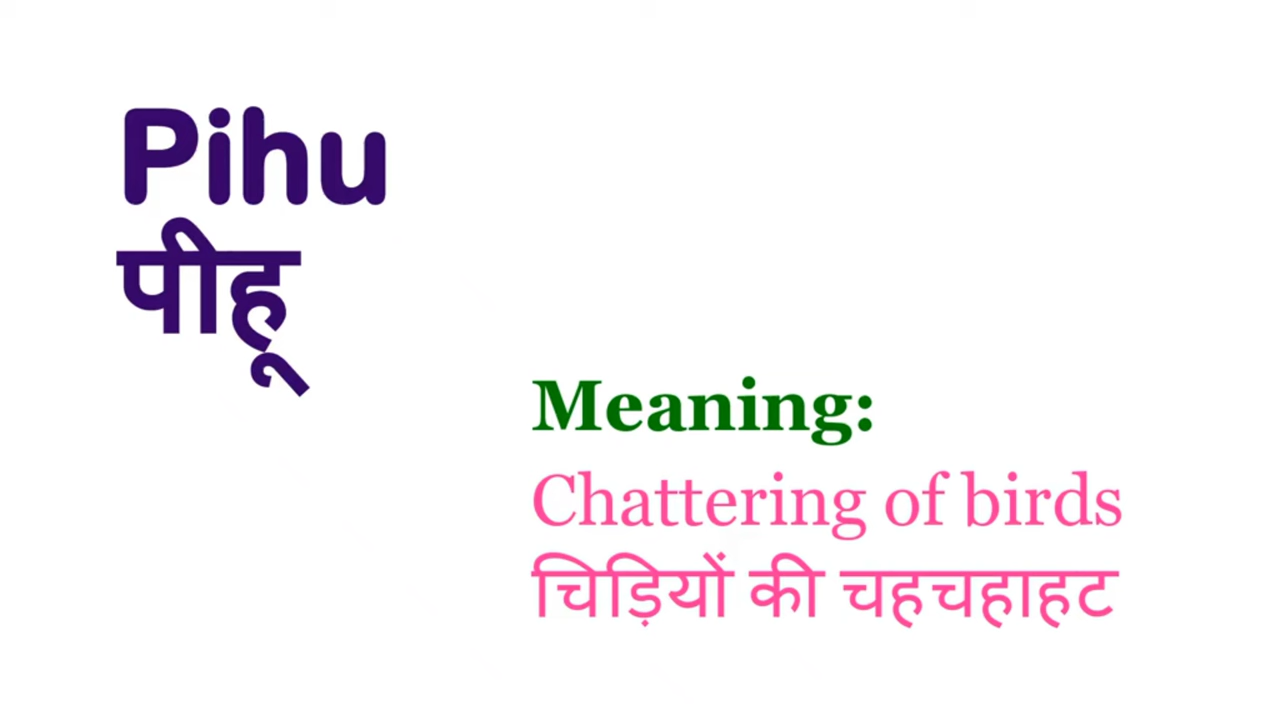 Pihu
पीहू
Meaning:
Chattering of birds
चिड़ियों की चहचहाहट